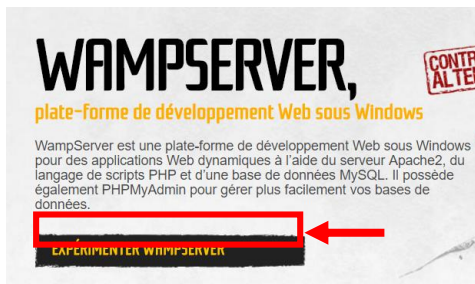 WAMPSERVER,
plate-forme de développement Web sous Windows
WampServer est une plate-forme de développement Web sous Windows
pour des applications Web dynamiques à l'aide du serveur Apache2, du
langage de scripts PHP et d'une base de données MySQL. Il possède
également PHPMyAdmin pour gérer plus facilement vos bases de
données.
EXPÉRIMENTER WAMPSERVER